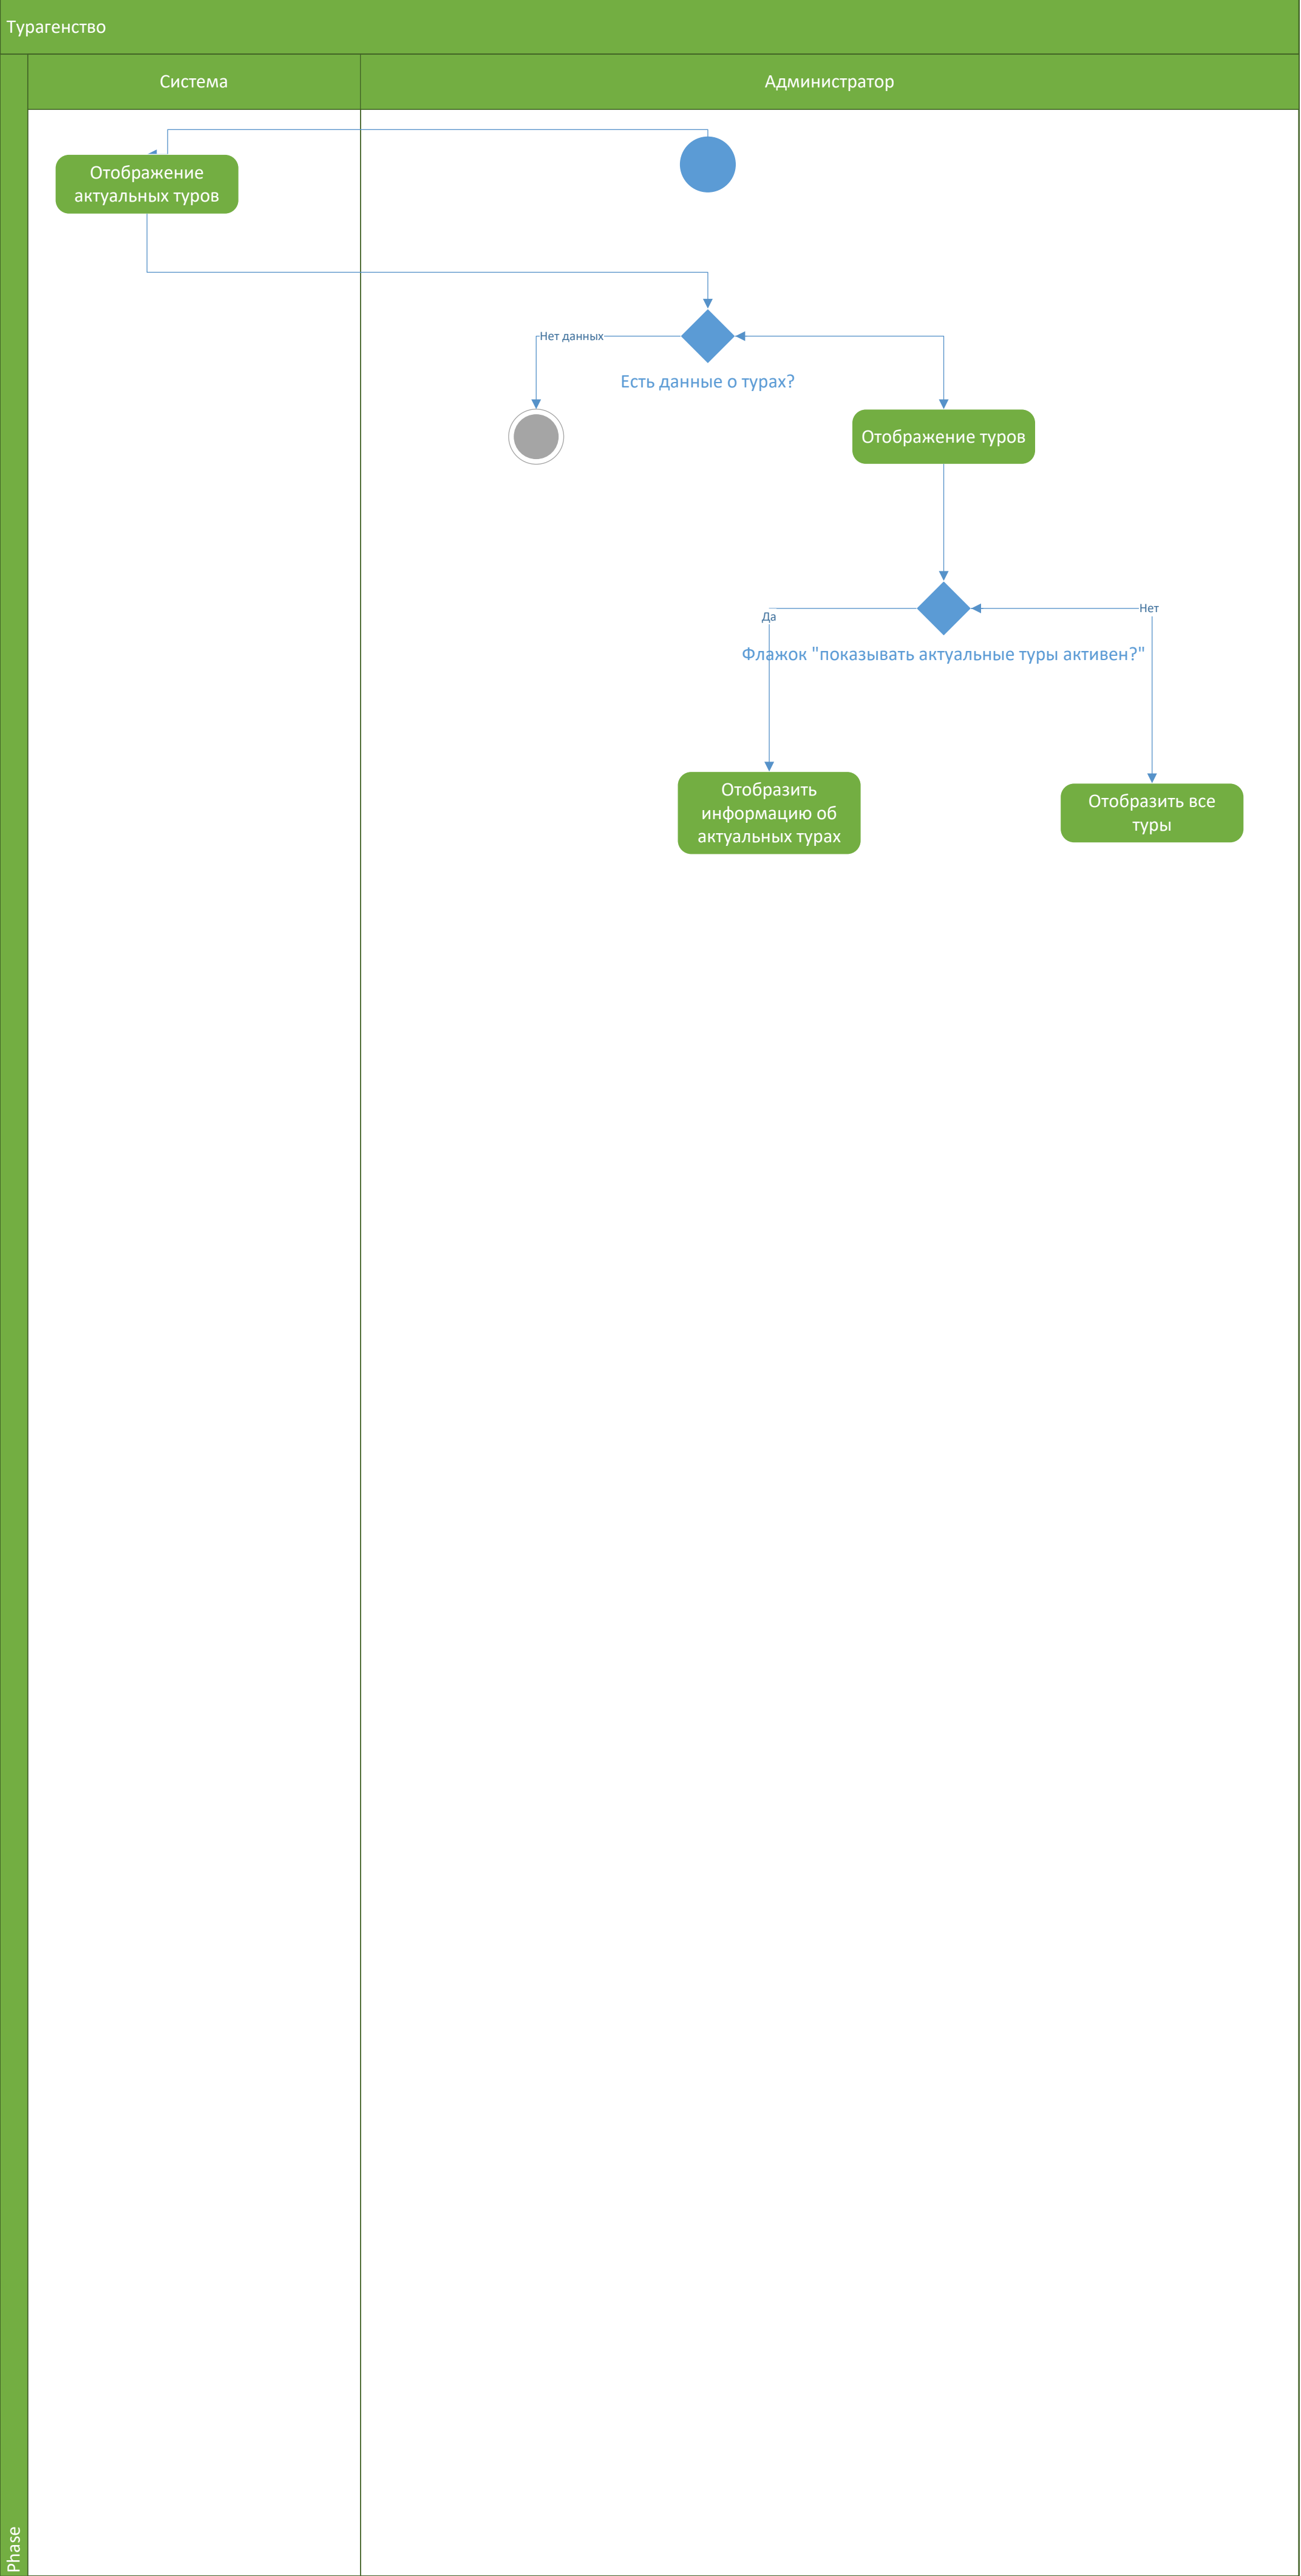 Турагенство
Система
Администратор
Отображение
актуальных туров
Нет данных
Есть данные о турах?
Отображение туров
Да
Нет
Флажок "показывать актуальные туры активен?"
Отобразить
информацию об
актуальных турах
Отобразить все
туры
Phase